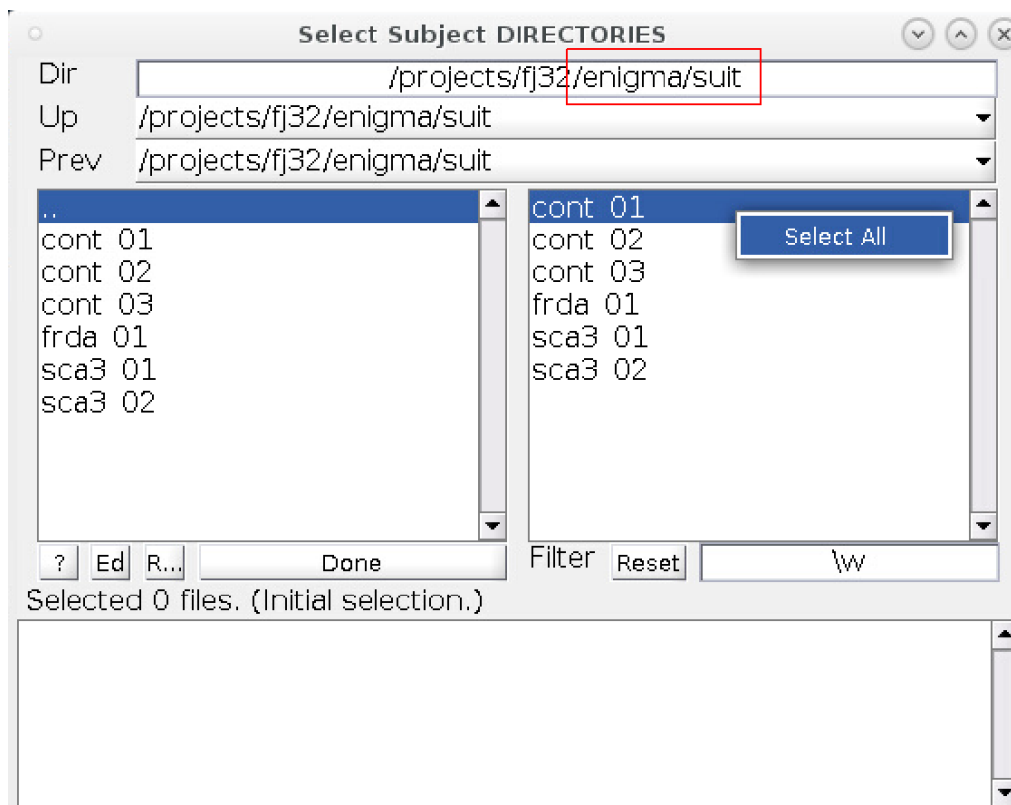 Select Subject DIRECTORIES
Dir /projects/fj32/enigma/suit
Up /projects/fj32/enigma/suit
Prev /projects/fj32/enigma/suit
..
cont 01
cont 02
cont 03
frda 01
sca3 01
sca3 02
cont 01
cont 02
cont 03
frda 01
sca3 01
sca3 02
Select All
? Ed R... Done
Filter Reset \w
Selected 0 files. (Initial selection.)